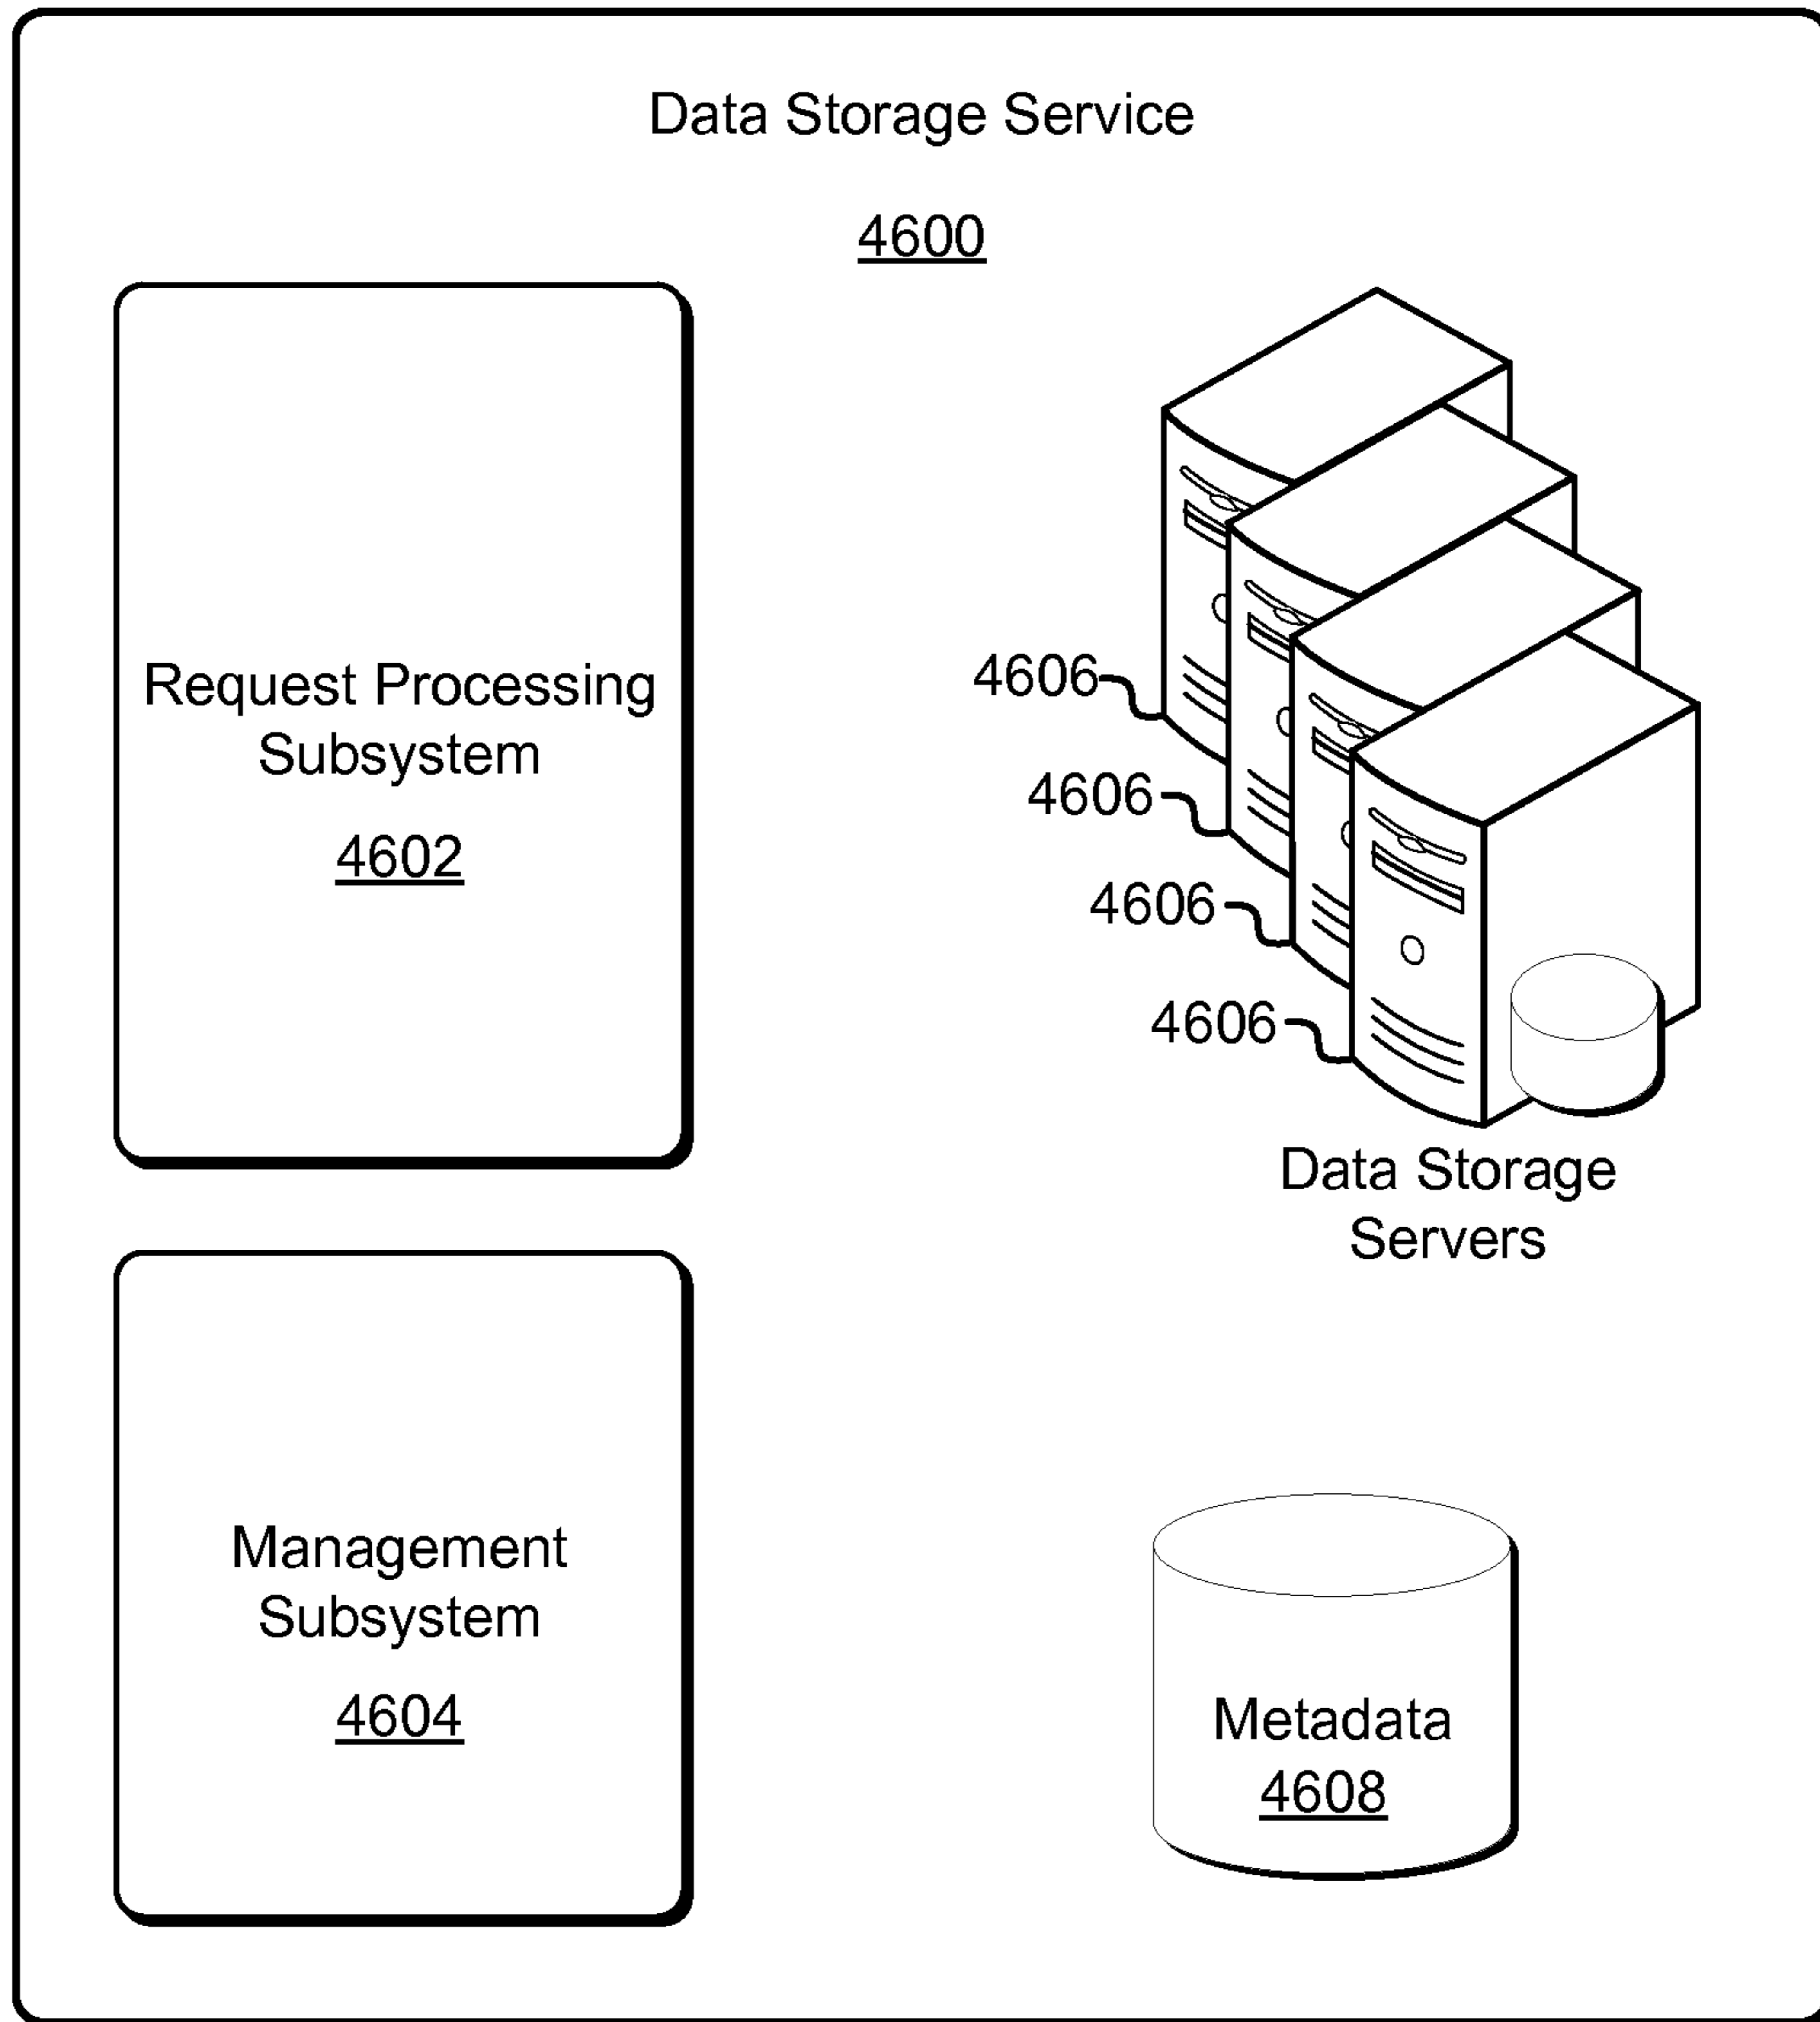 Data Storage Service
4600
Request Processing
Subsystem
4602
4606
4606
4606
4606
Data Storage
Servers
Management
Subsystem
4604
Metadata
4608